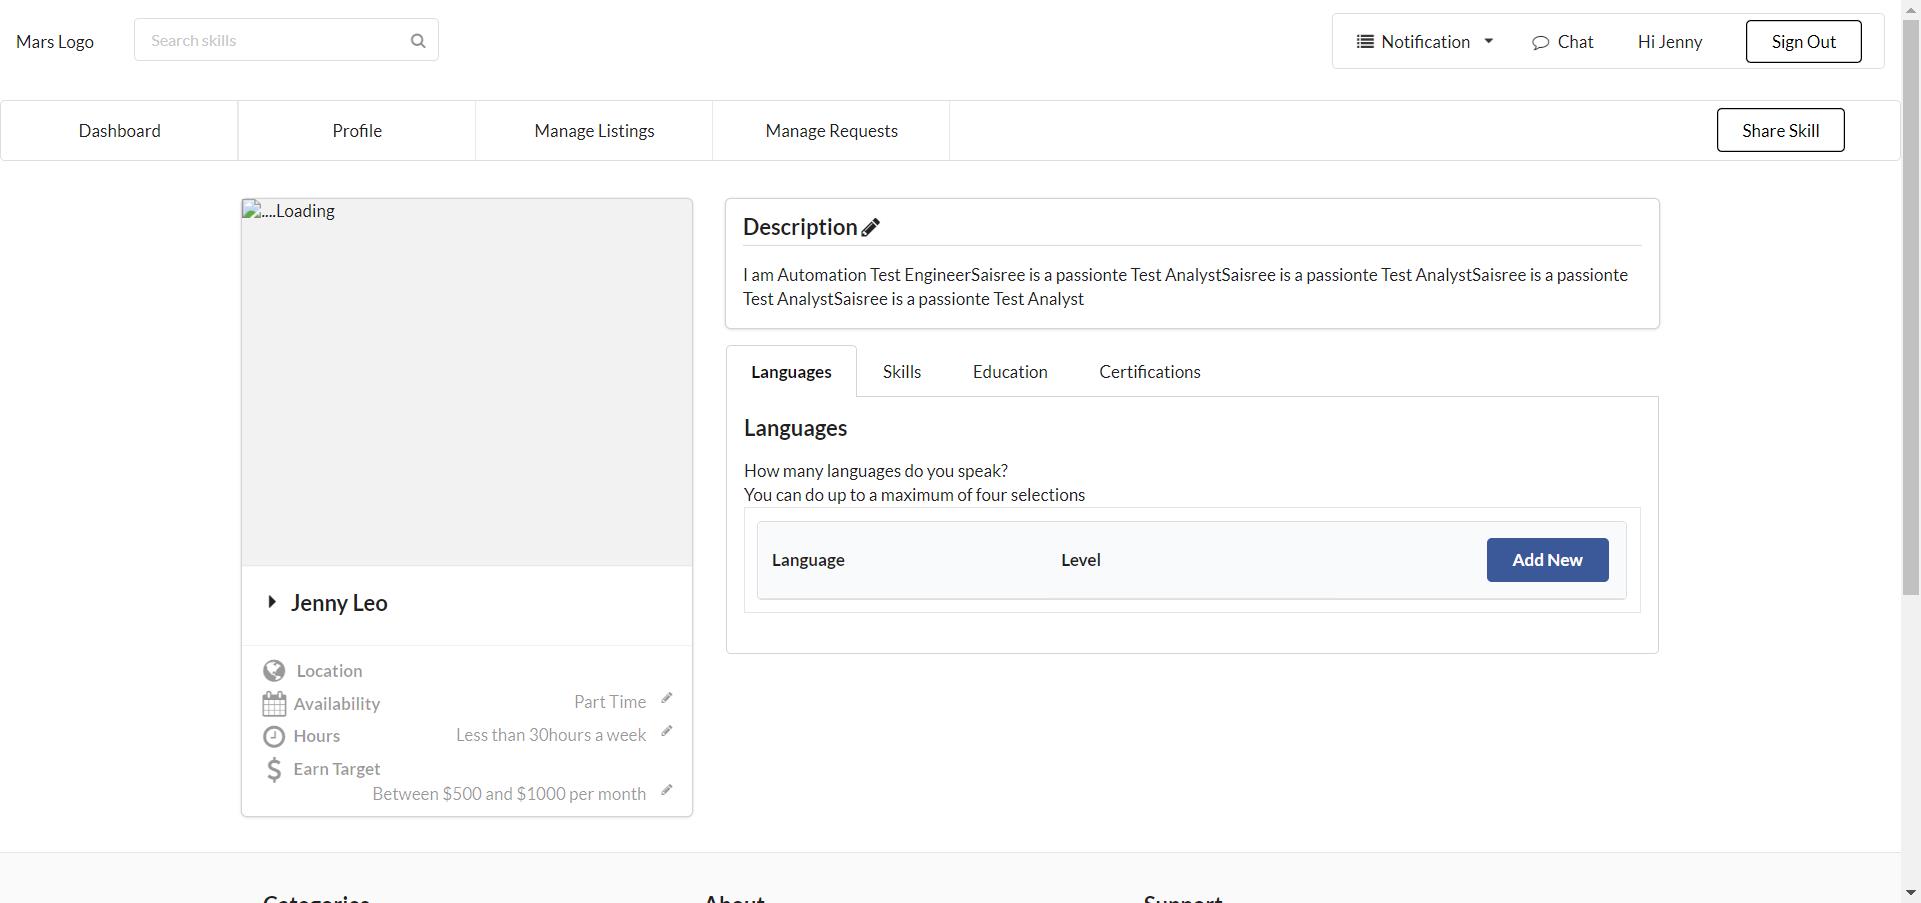 Mars Logo
Search skills
Notification
Chat
Hi Jenny
Sign Out
Dashboard
Profile
Manage Listings
Manage Requests
Share Skill
....Loading
Jenny Leo
Location
Availability
Part Time
Hours
Less than 30hours a week
Earn Target
Between $500 and $1000 per month
Description
I am Automation Test EngineerSaisree is a passionte Test AnalystSaisree is a passionte Test AnalystSaisree is a passionte
Test AnalystSaisree is a passionte Test Analyst
Languages
Skills
Education
Certifications
Languages
How many languages do you speak?
You can do up to a maximum of four selections
Language
Level
Add New
Categories
About
Support